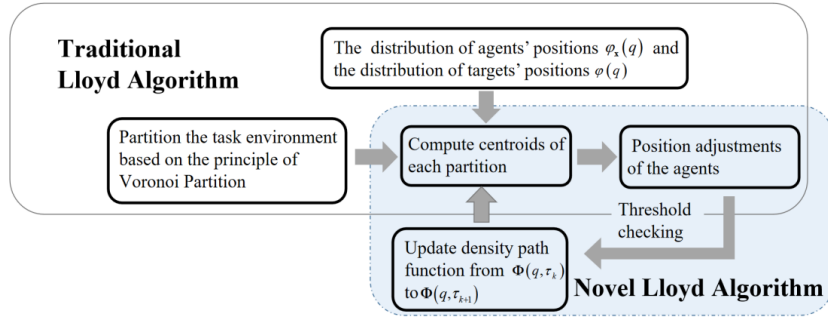 Traditional
Lloyd Algorithm
The distribution of agents' positions φₓ(q) and
the distribution of targets' positions φ(q)
Partition the task environment
based on the principle of
Voronoi Partition
Compute centroids of
each partition
Position adjustments
of the agents
Threshold
checking
Update density path
function from Φ(q,τₖ)
to Φ(q,τₖ₊₁)
Novel Lloyd Algorithm